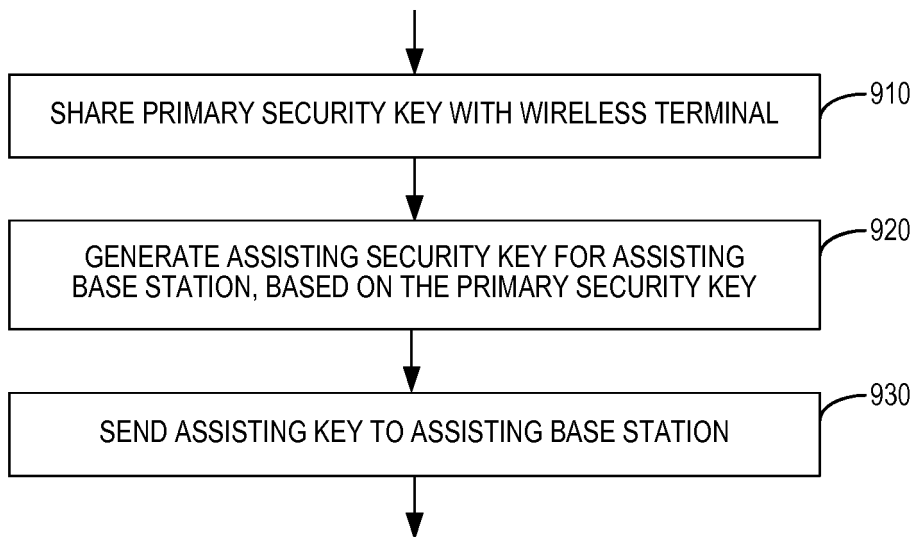 SHARE PRIMARY SECURITY KEY WITH WIRELESS TERMINAL
910
GENERATE ASSISTING SECURITY KEY FOR ASSISTING
BASE STATION, BASED ON THE PRIMARY SECURITY KEY
920
SEND ASSISTING KEY TO ASSISTING BASE STATION
930